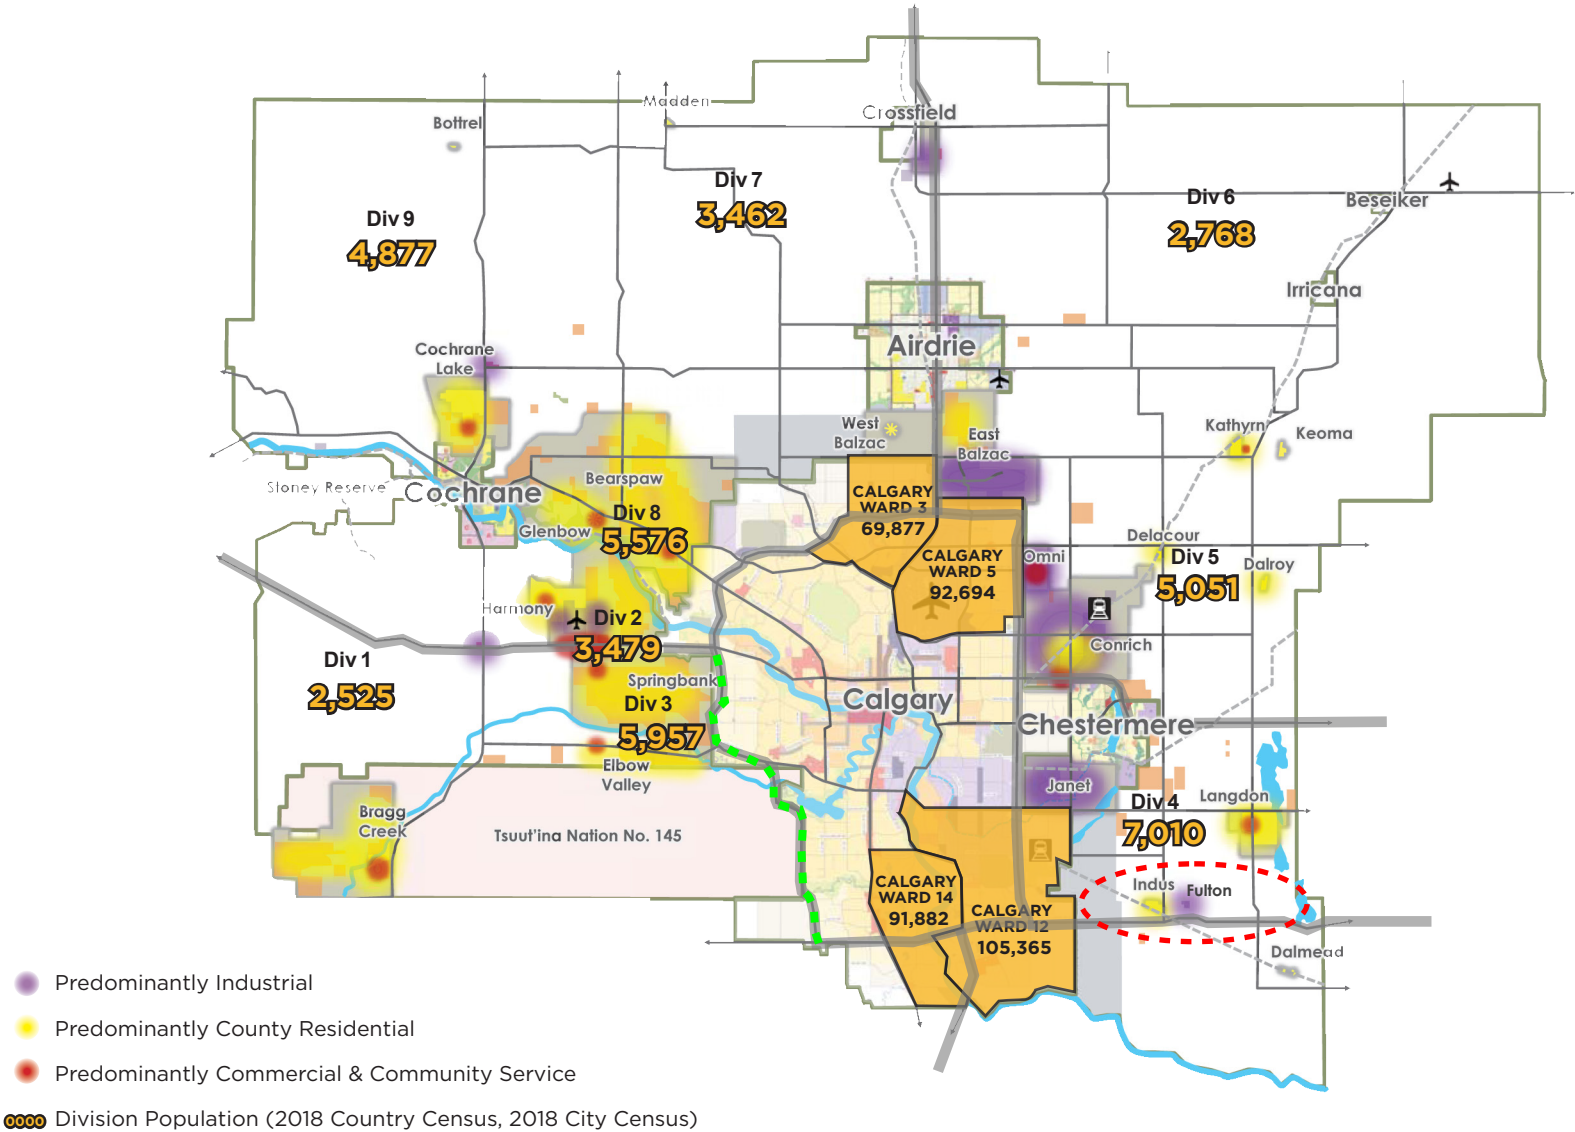 Madden
Crossfield
Bottrel
Div 7
3,462
Div 6
2,768
Beseiker
Div 9
4,877
Irricana
Airdrie
Cochrane
Lake
West
Balzac
East
Balzac
Kathyrn
Keoma
Stoney Reserve
Cochrane
Bearspaw
Glenbow
Div 8
5,576
CALGARY
WARD 3
69,877
CALGARY
WARD 5
92,694
Omni
Delacour
Div 5
5,051
Dalroy
Harmony
Div 2
3,479
Conrich
Div 1
2,525
Springbank
Div 3
5,957
Calgary
Chestermere
Elbow
Valley
Janet
Div 4
7,010
Langdon
Bragg
Creek
Tsuut'ina Nation No. 145
CALGARY
WARD 14
91,882
CALGARY
WARD 12
105,365
Indus
Fulton
Dalmead
Predominantly Industrial
Predominantly County Residential
Predominantly Commercial & Community Service
0000 Division Population (2018 Country Census, 2018 City Census)